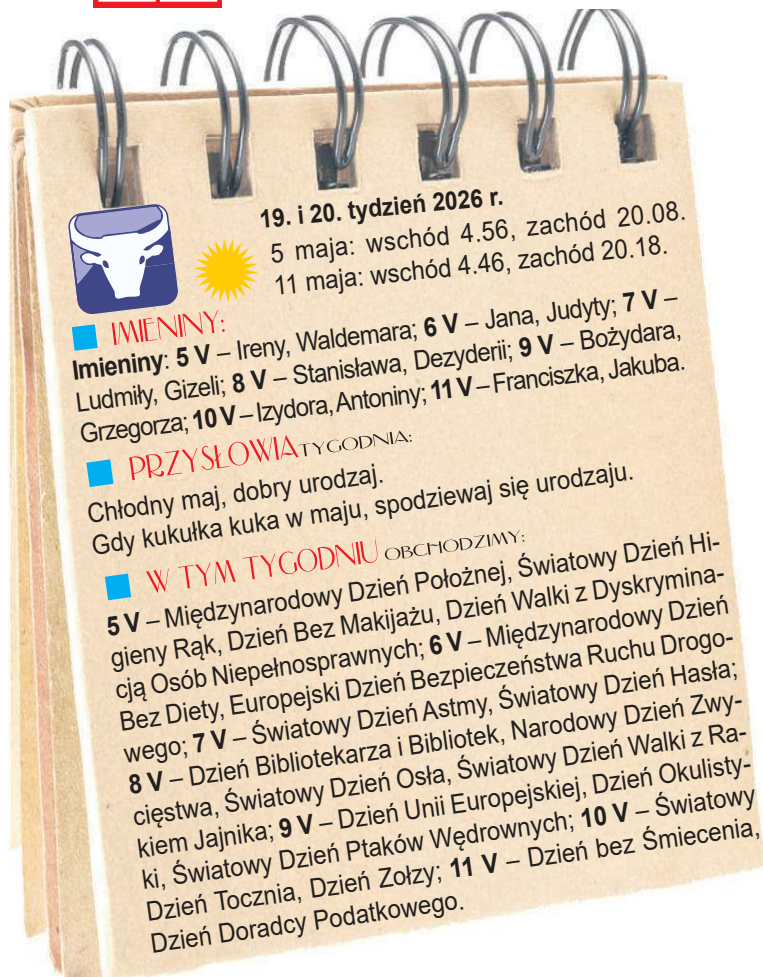 19. i 20. tydzień 2026 r.
5 maja: wschód 4.56, zachód 20.08.
11 maja: wschód 4.46, zachód 20.18.
IMIENINY:
Imieniny: 5 V – Ireny, Waldemara; 6 V – Jana, Judyty; 7 V –
Ludmiły, Gizeli; 8 V – Stanisława, Dezyderii; 9 V – Bożydara,
Grzegorza; 10 V – Izydora, Antoniny; 11 V – Franciszka, Jakuba.
PRZYSŁOWIA TYGODNIA:
Chłodny maj, dobry urodzaj.
Gdy kukułka kuka w maju, spodziewaj się urodzaju.
W TYM TYGODNIU OBCHODZIMY:
5 V – Międzynarodowy Dzień Położnej, Światowy Dzień Hi-
gieny Rąk, Dzień Bez Makijażu, Dzień Walki z Dyskrymina-
cją Osób Niepełnosprawnych; 6 V – Międzynarodowy Dzień
Bez Diety, Europejski Dzień Bezpieczeństwa Ruchu Drogo-
wego; 7 V – Światowy Dzień Astmy, Światowy Dzień Hasła;
8 V – Dzień Bibliotekarza i Bibliotek, Narodowy Dzień Zwy-
cięstwa, Światowy Dzień Osła, Światowy Dzień Walki z Ra-
kiem Jajnika; 9 V – Dzień Unii Europejskiej, Dzień Okulisty-
ki, Światowy Dzień Ptaków Wędrownych; 10 V – Światowy
Dzień Tocznia, Dzień Zołzy; 11 V – Dzień bez Śmiecenia,
Dzień Doradcy Podatkowego.